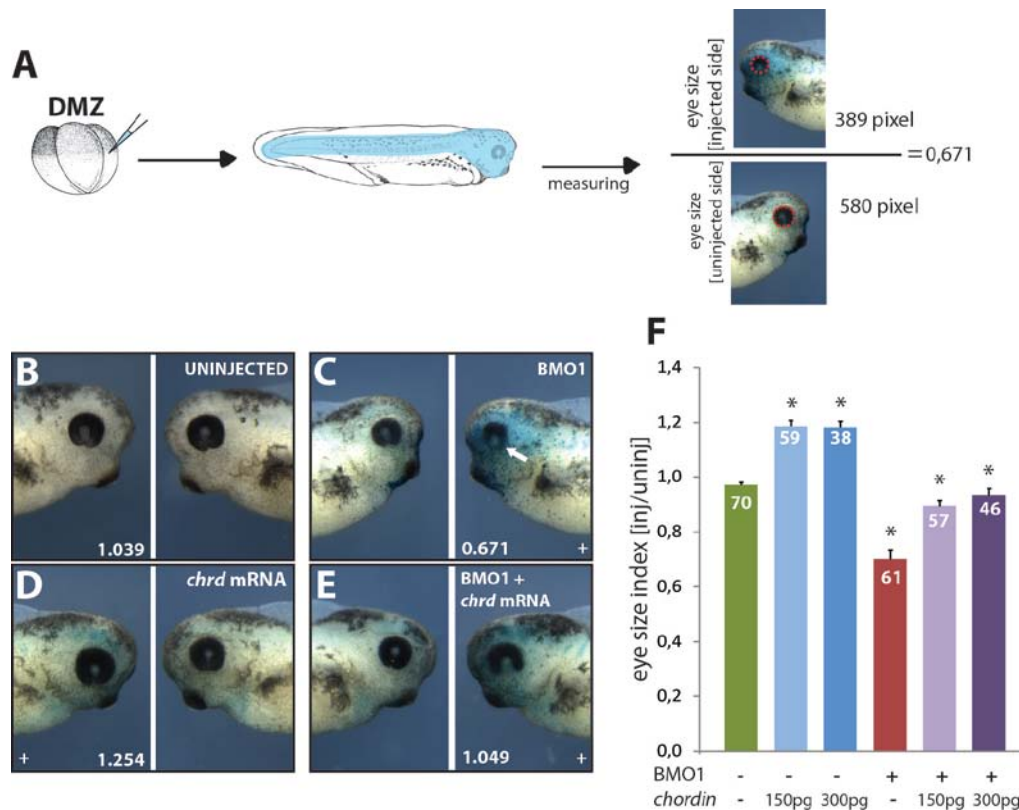 A
DMZ
measuring
eye size
[injected side]
389 pixel
= 0,671
eye size
[uninjected side]
580 pixel
B
UNINJECTED
1.039
C
BMO1
0.671
+
D
chrd mRNA
+
1.254
E
BMO1 +
chrd mRNA
1.049
+
F
eye size index [inj/uninj]
1,4
1,2
1,0
0,8
0,6
0,4
0,2
0,0
70
*
59
*
38
*
61
*
57
*
46
BMO1 - - - + + +
chordin - 150pg 300pg - 150pg 300pg